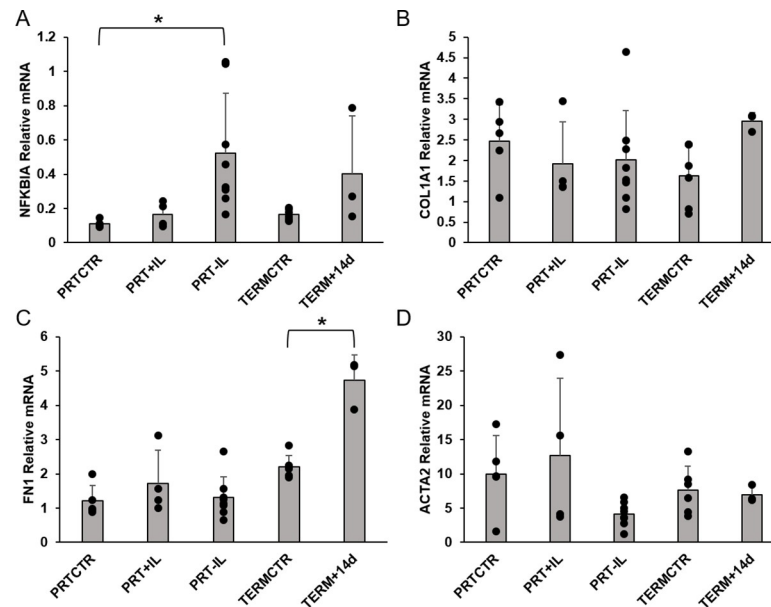 A
*
NFKBIA Relative mRNA
1.2
1
0.8
0.6
0.4
0.2
0
PRTCTR
PRT+IL
PRT-IL
TERMCTR
TERM+14d
B
COL1A1 Relative mRNA
5
4.5
4
3.5
3
2.5
2
1.5
1
0.5
0
PRTCTR
PRT+IL
PRT-IL
TERMCTR
TERM+14d
C
*
FN1 Relative mRNA
6
5
4
3
2
1
0
PRTCTR
PRT+IL
PRT-IL
TERMCTR
TERM+14d
D
ACTA2 Relative mRNA
30
25
20
15
10
5
0
PRTCTR
PRT+IL
PRT-IL
TERMCTR
TERM+14d